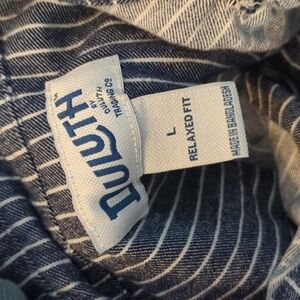 DULUTH
BY
DULUTH
TRADING CO
L
RELAXED FIT
MADE IN BANGLADESH